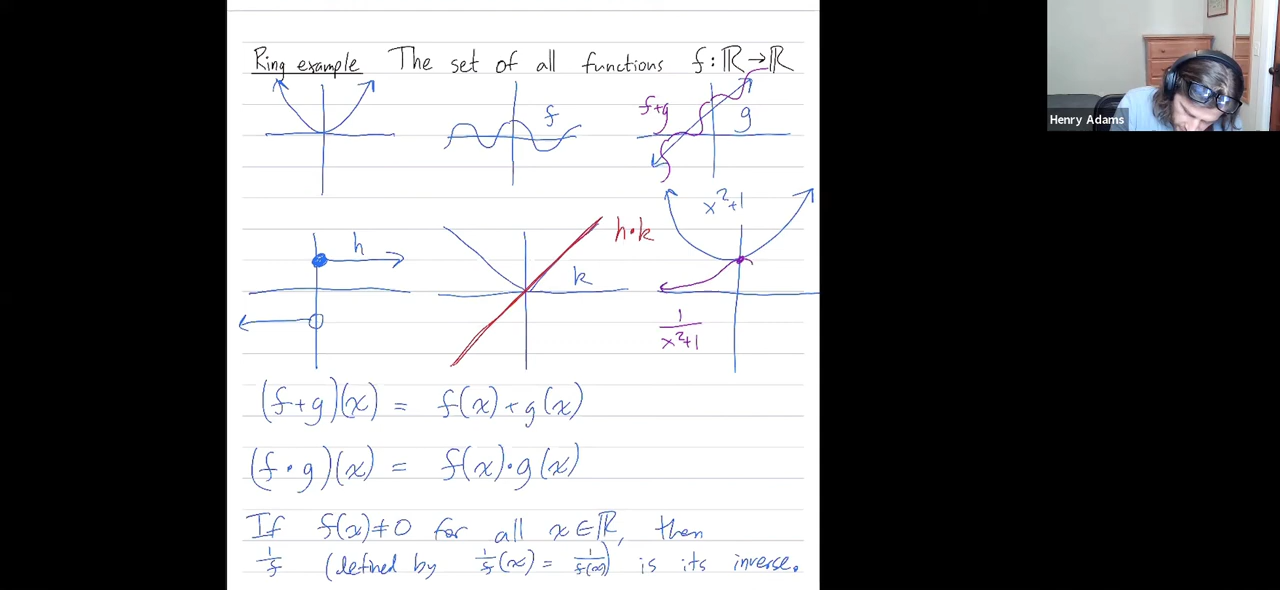 Ring example The set of all functions f : ℝ → ℝ
f
f+g
g
x²+1
h
h·k
k
1/(x²+1)
(f+g)(x) = f(x)+g(x)
(f·g)(x) = f(x)·g(x)
If f(x)≠0 for all x∈ℝ, then
1/f (defined by 1/f(x) = 1/f(x)) is its inverse.
Henry Adams